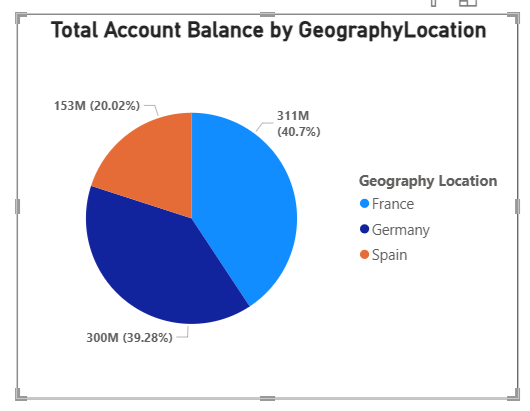 Total Account Balance by GeographyLocation
153M (20.02%)
311M
(40.7%)
Geography Location
France
Germany
Spain
300M (39.28%)